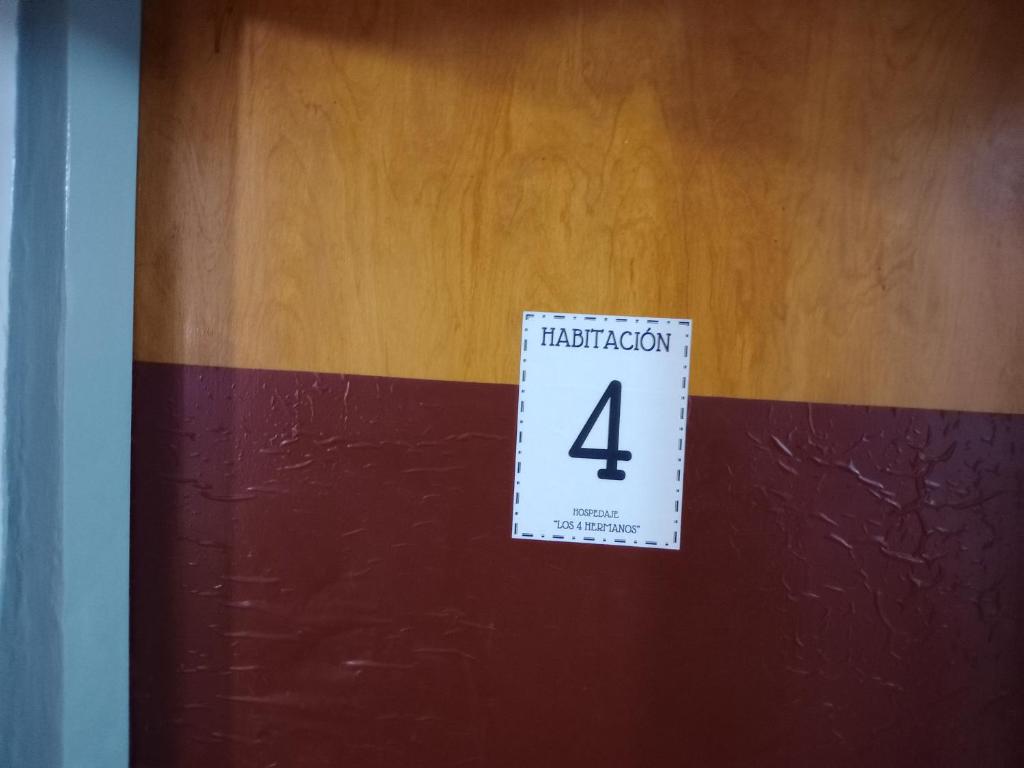 HABITACIÓN
4
HOSPEDAJE
"LOS 4 HERMANOS"